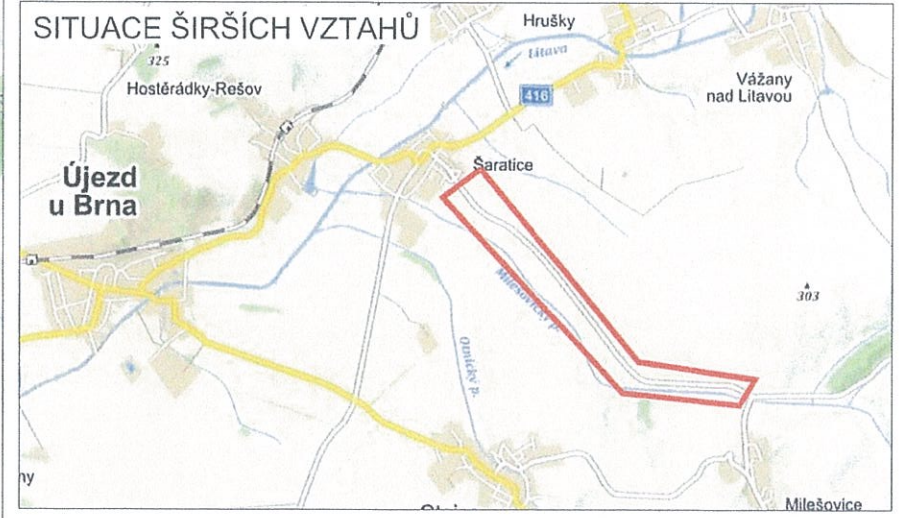 SITUACE ŠIRŠÍCH VZTAHŮ
325
Hostěrádky-Rešov
Hrušky
Litava
416
Vážany
nad Litavou
Újezd
u Brna
Šaratice
303
Milešovický p.
Otnický p.
ny
Milešovice